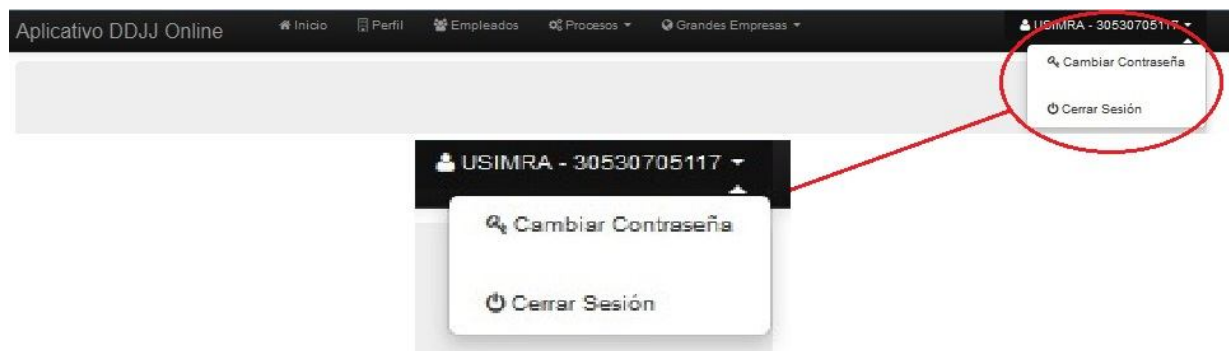 Aplicativo DDJJ Online Inicio Perfil Empleados Procesos Grandes Empresas USIMRA - 30530705117
Cambiar Contraseña
Cerrar Sesión
USIMRA - 30530705117
Cambiar Contraseña
Cerrar Sesión